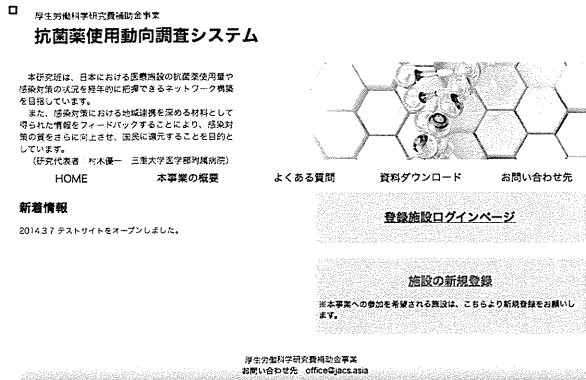 厚生労働科学研究費補助金事業
抗菌薬使用動向調査システム
本研究班は、日本における医療施設の抗菌薬使用量や
感染対策の状況を経年的に把握できるネットワーク構築
を目指しています。
また、感染対策における地域連携を深める材料として
得られた情報をフィードバックすることにより、感染対
策の質をさらに向上させ、国民に還元することを目的と
しています。
(研究代表者 村木優一 三重大学医学部附属病院)
HOME 本事業の概要 よくある質問 資料ダウンロード お問い合わせ先
新着情報
2014.3.7 テストサイトをオープンしました。
登録施設ログインページ
施設の新規登録
※本事業への参加を希望される施設は、こちらより新規登録をお願いし
ます。
厚生労働科学研究費補助金事業
お問い合わせ先 office@jacs.asia